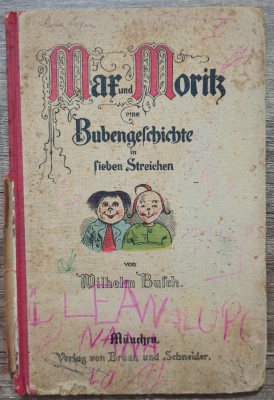 Max und Moritz
eine
Bubengeschichte
in
sieben Streichen
von
Wilhelm Busch.
München.
Verlag von Braun und Schneider.